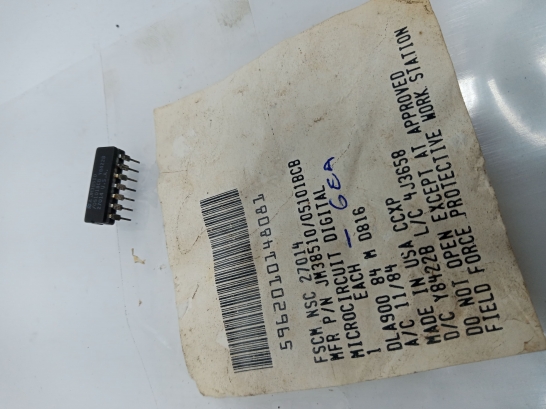 5962010148081
FSCM NSC 27014
MFR P/N JM38510/05101BCB
MICROCIRCUIT DIGITAL
EACH – 6EA
1 84 M D816
DLA900
A/C 11/84 CCXP
MADE IN USA L/C 4J3658
D/C Y8422B
DO NOT OPEN EXCEPT AT APPROVED
FIELD FORCE PROTECTIVE WORK STATION